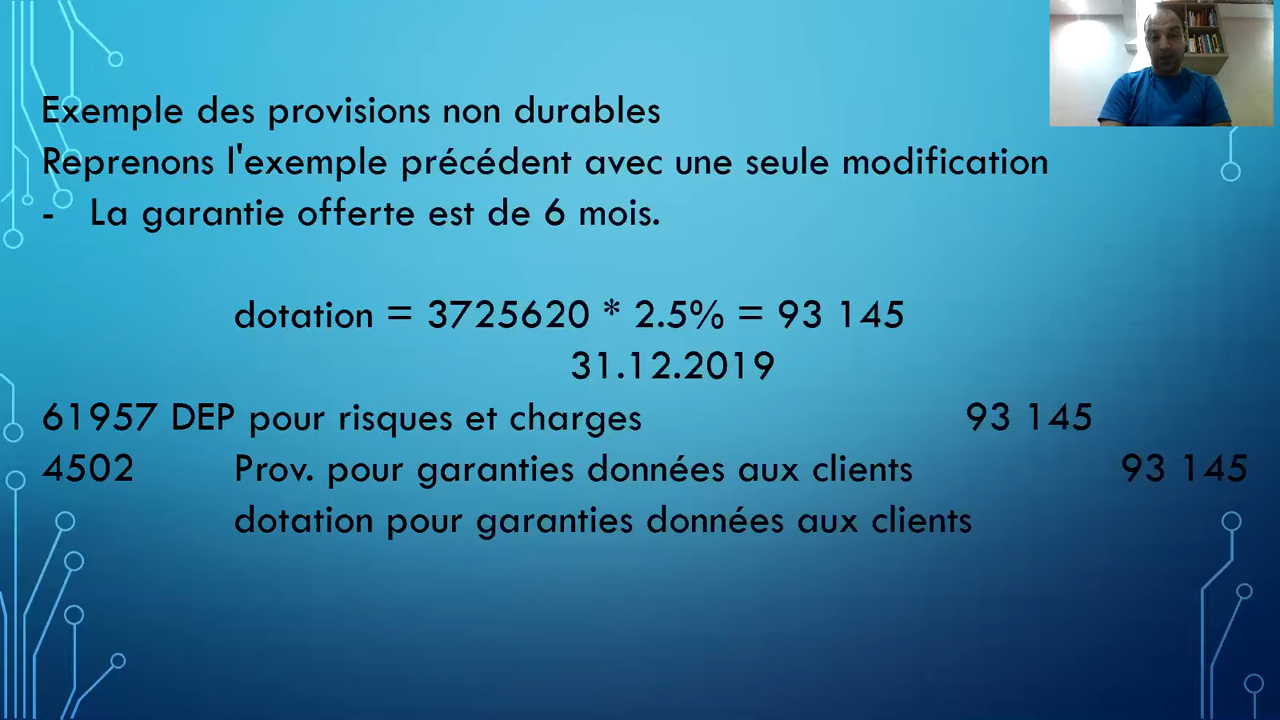 Exemple des provisions non durables
Reprenons l'exemple précédent avec une seule modification
- La garantie offerte est de 6 mois.
dotation = 3725620 * 2.5% = 93 145
31.12.2019
61957 DEP pour risques et charges 93 145
4502 Prov. pour garanties données aux clients 93 145
dotation pour garanties données aux clients